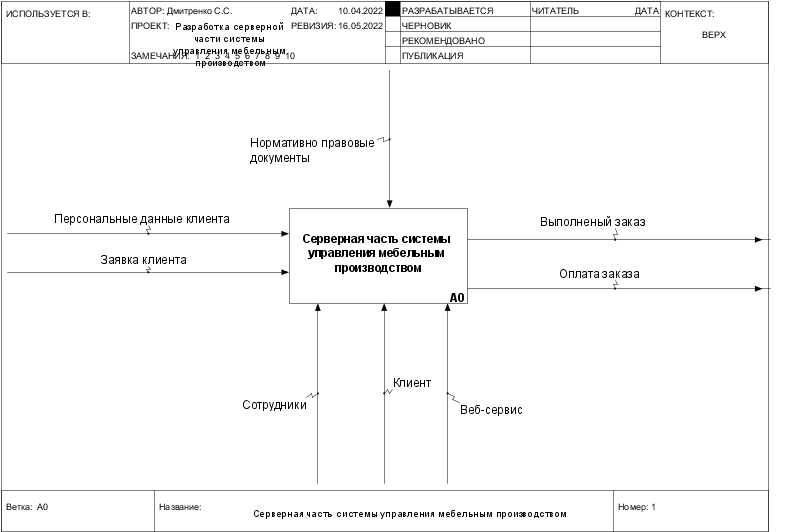 ИСПОЛЬЗУЕТСЯ В:
АВТОР: Дмитренко С.С.
ДАТА: 10.04.2022
РАЗРАБАТЫВАЕТСЯ
ЧИТАТЕЛЬ
ДАТА
КОНТЕКСТ:
ПРОЕКТ: Разработка серверной
части системы
управления мебельным
производством
РЕВИЗИЯ: 16.05.2022
ЧЕРНОВИК
ВЕРХ
РЕКОМЕНДОВАНО
ЗАМЕЧАНИЯ: 1 2 3 4 5 6 7 8 9 10
ПУБЛИКАЦИЯ
Нормативно правовые
документы
Персональные данные клиента
Заявка клиента
Серверная часть системы
управления мебельным
производством
A0
Выполненый заказ
Оплата заказа
Сотрудники
Клиент
Веб-сервис
Ветка: A0
Название:
Серверная часть системы управления мебельным производством
Номер: 1